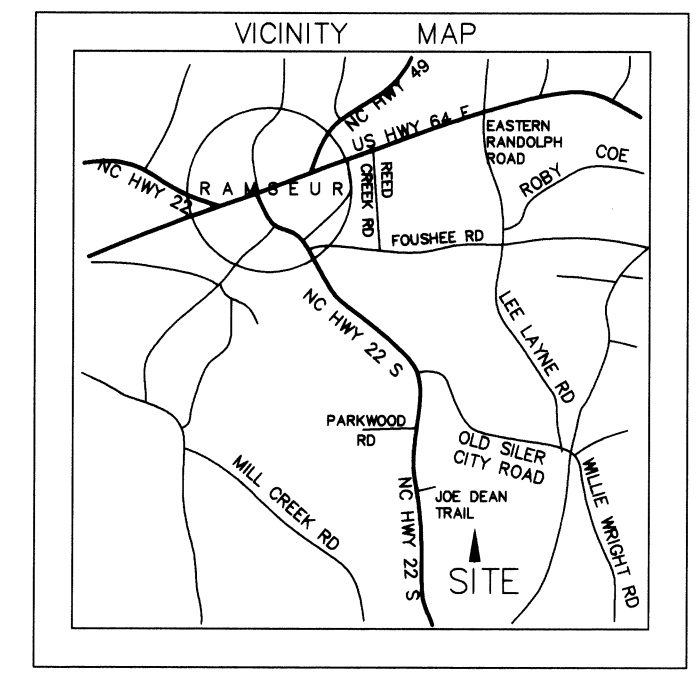 VICINITY MAP
NC HWY 49
US HWY 64 E
EASTERN
RANDOLPH
ROAD
ROBY COE
NC HWY 22
RAMSEUR
REED
CREEK RD
FOUSHEE RD
NC HWY 22 S
LEE LAYNE RD
PARKWOOD
RD
OLD SILER
CITY ROAD
MILL CREEK RD
NC HWY 22 S
JOE DEAN
TRAIL
WILLIE WRIGHT RD
SITE